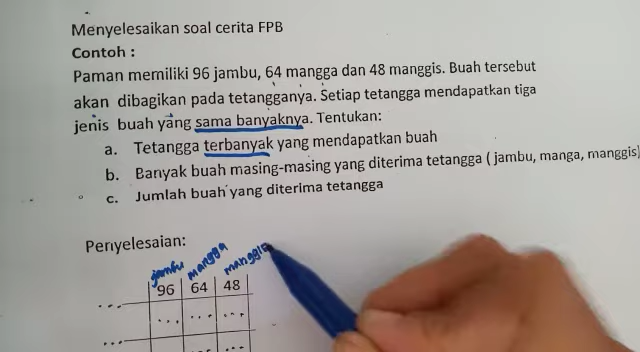 Menyelesaikan soal cerita FPB
Contoh :
Paman memiliki 96 jambu, 64 mangga dan 48 manggis. Buah tersebut
akan dibagikan pada tetangganya. Setiap tetangga mendapatkan tiga
jenis buah yang sama banyaknya. Tentukan:
a. Tetangga terbanyak yang mendapatkan buah
b. Banyak buah masing-masing yang diterima tetangga ( jambu, manga, manggis)
c. Jumlah buah yang diterima tetangga
Penyelesaian:
jambu mangga manggis
96 64 48
... ... ... ...
... ... ...